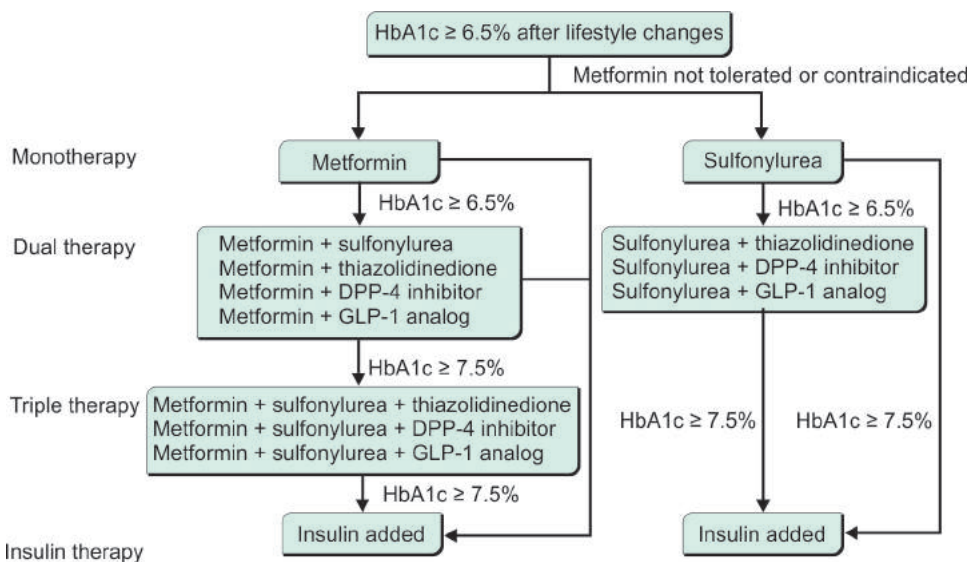 HbA1c ≥ 6.5% after lifestyle changes
Metformin not tolerated or contraindicated
Monotherapy
Metformin
Sulfonylurea
HbA1c ≥ 6.5%
HbA1c ≥ 6.5%
Dual therapy
Metformin + sulfonylurea
Metformin + thiazolidinedione
Metformin + DPP-4 inhibitor
Metformin + GLP-1 analog
Sulfonylurea + thiazolidinedione
Sulfonylurea + DPP-4 inhibitor
Sulfonylurea + GLP-1 analog
HbA1c ≥ 7.5%
Triple therapy
Metformin + sulfonylurea + thiazolidinedione
Metformin + sulfonylurea + DPP-4 inhibitor
Metformin + sulfonylurea + GLP-1 analog
HbA1c ≥ 7.5%
HbA1c ≥ 7.5%
HbA1c ≥ 7.5%
Insulin added
Insulin added
Insulin therapy